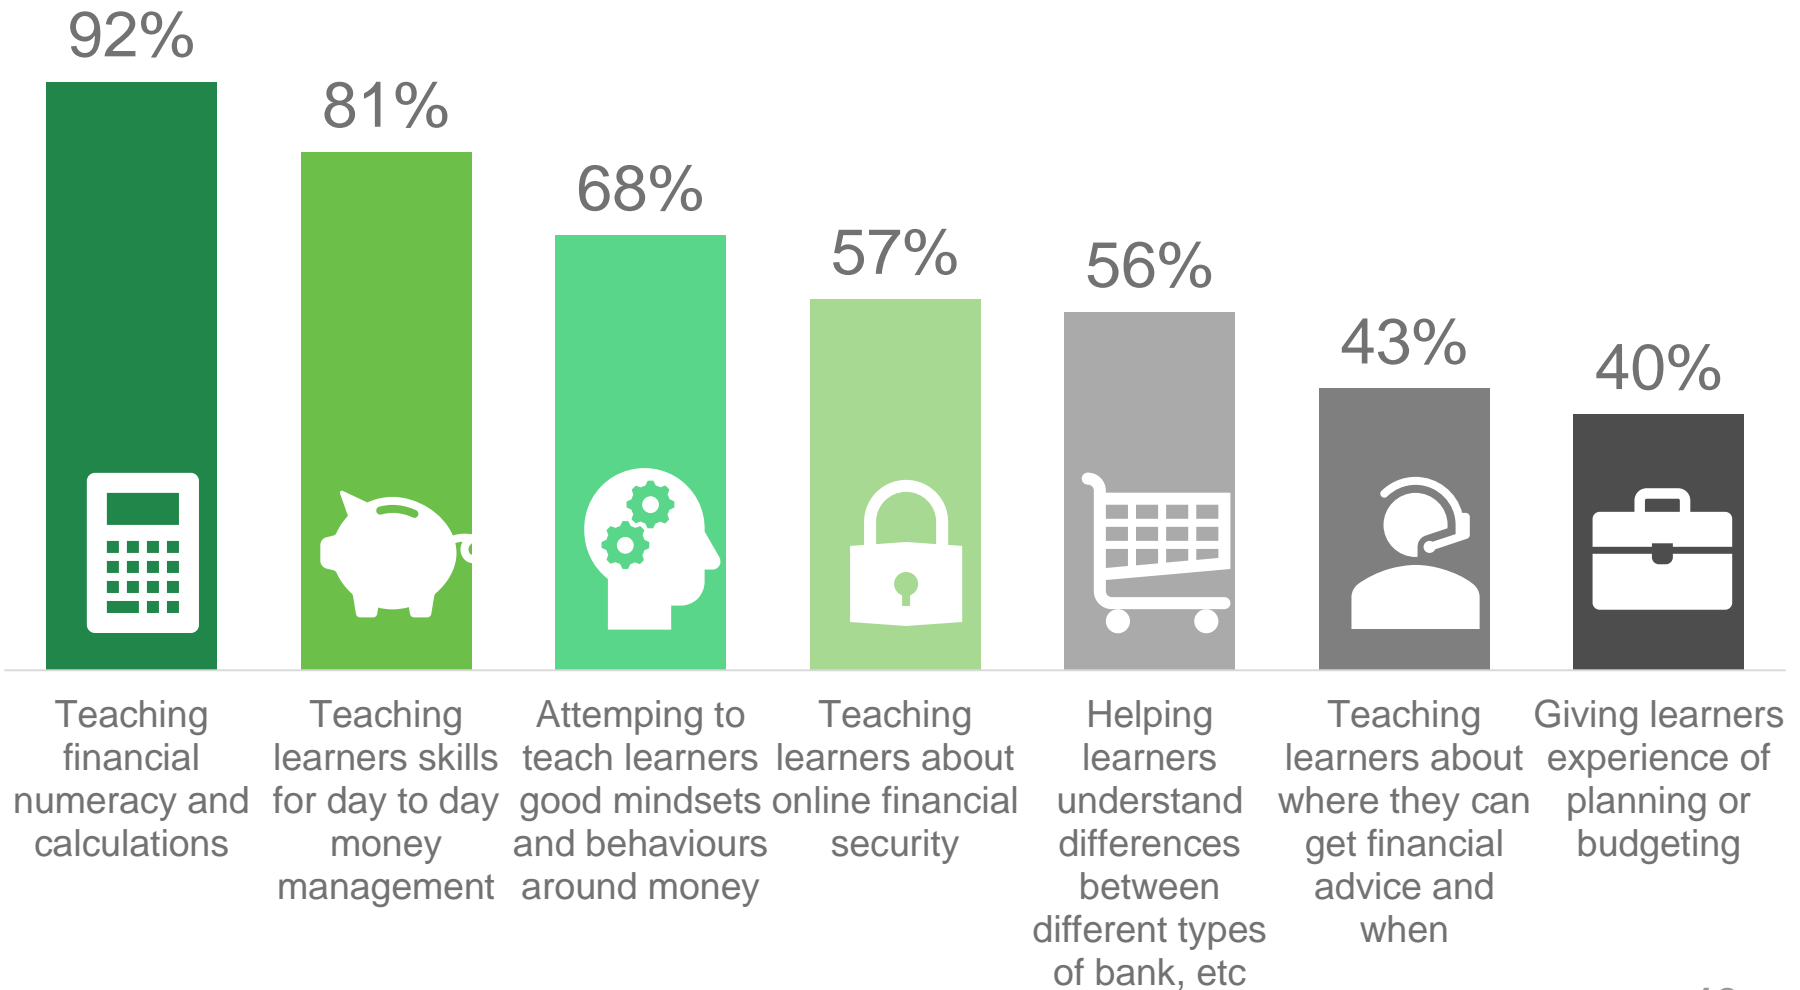 92%
81%
68%
57%
56%
43%
40%
Teaching
financial
numeracy and
calculations
Teaching
learners skills
for day to day
money
management
Attemping to
teach learners
good mindsets
and behaviours
around money
Teaching
learners about
online financial
security
Helping
learners
understand
differences
between
different types
of bank, etc
Teaching
learners about
where they can
get financial
advice and
when
Giving learners
experience of
planning or
budgeting